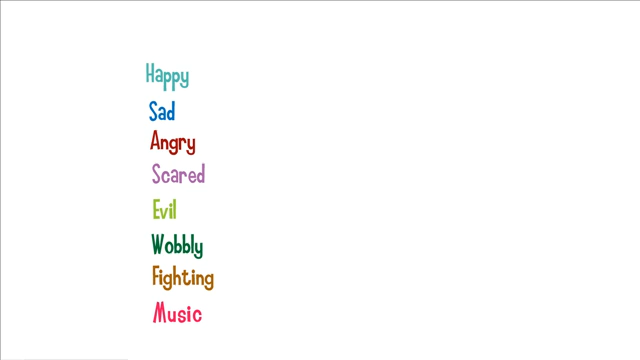 Happy
Sad
Angry
Scared
Evil
Wobbly
Fighting
Music